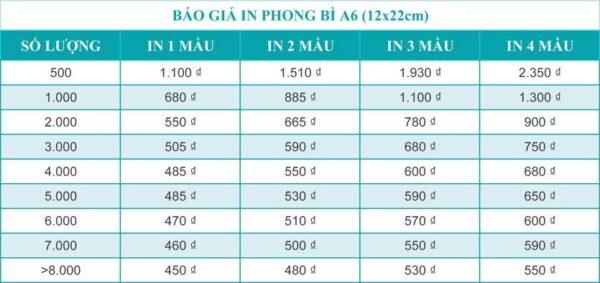 BÁO GIÁ IN PHONG BÌ A6 (12x22cm)
SỐ LƯỢNG IN 1 MẦU IN 2 MẦU IN 3 MẦU IN 4 MẦU
500 1.100 ₫ 1.510 ₫ 1.930 ₫ 2.350 ₫
1.000 680 ₫ 885 ₫ 1.100 ₫ 1.300 ₫
2.000 550 ₫ 665 ₫ 780 ₫ 900 ₫
3.000 505 ₫ 590 ₫ 680 ₫ 750 ₫
4.000 485 ₫ 550 ₫ 600 ₫ 680 ₫
5.000 485 ₫ 530 ₫ 590 ₫ 650 ₫
6.000 470 ₫ 510 ₫ 570 ₫ 600 ₫
7.000 460 ₫ 500 ₫ 550 ₫ 590 ₫
>8.000 450 ₫ 480 ₫ 530 ₫ 550 ₫